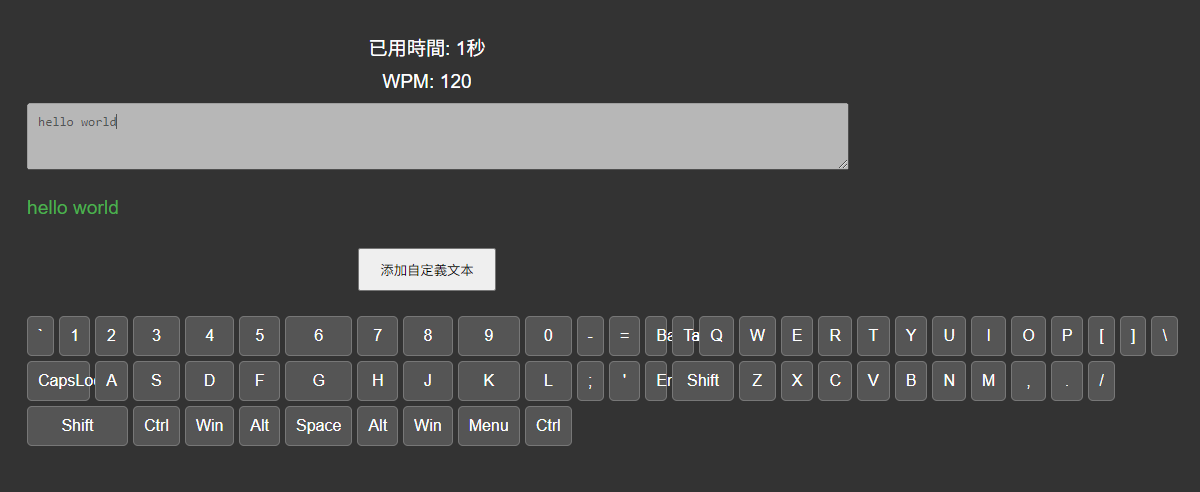 已用時間: 1秒
WPM: 120
hello world
hello world
添加自定義文本
` 1 2 3 4 5 6 7 8 9 0 - = Ba Ta Q W E R T Y U I O P [ ] \
CapsLoc A S D F G H J K L ; ' En Shift Z X C V B N M , . /
Shift Ctrl Win Alt Space Alt Win Menu Ctrl